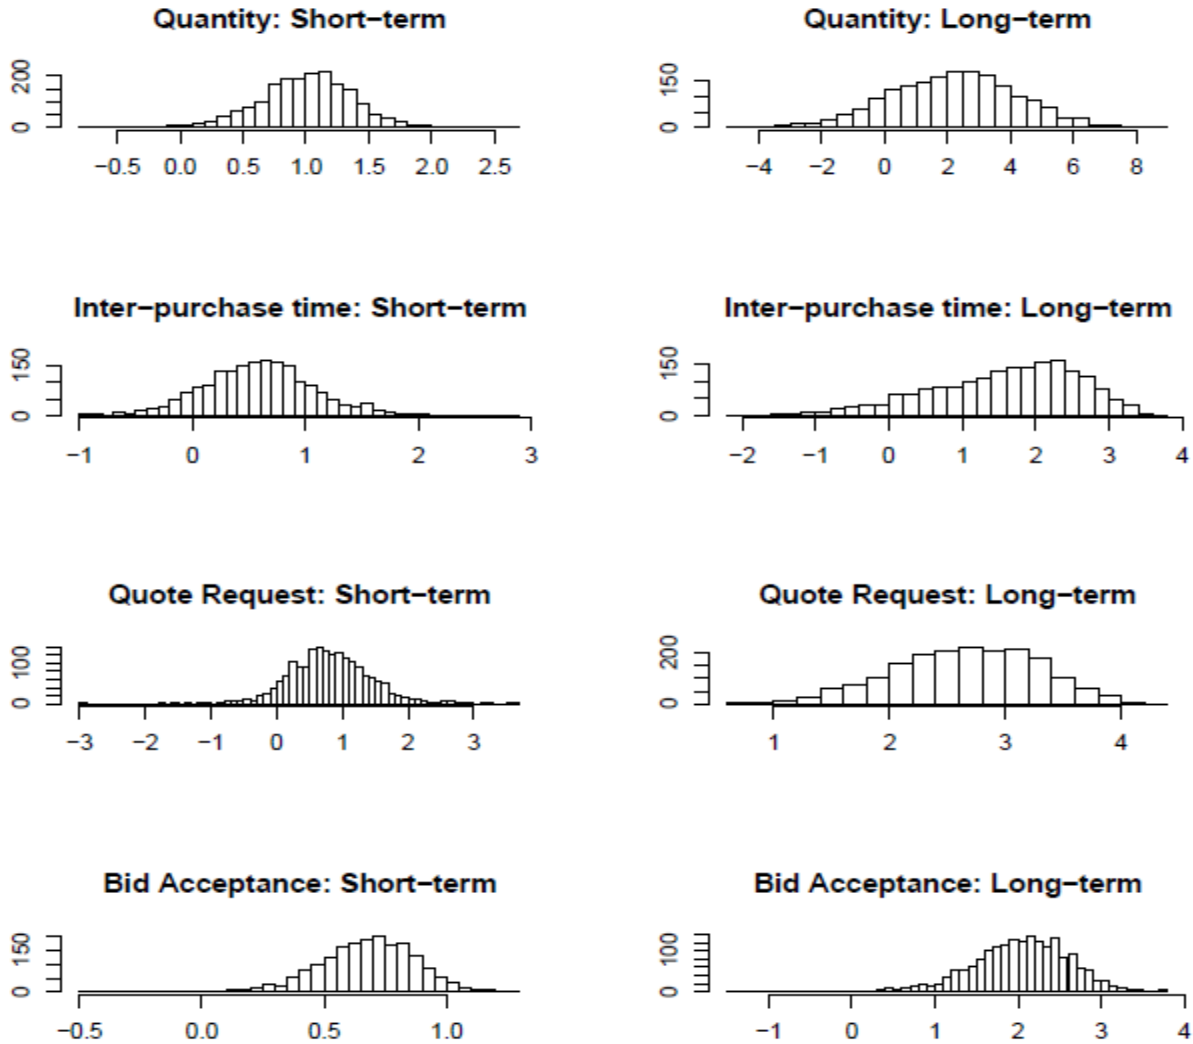 Quantity: Short−term
200
0
−0.5 0.0 0.5 1.0 1.5 2.0 2.5
Quantity: Long−term
150
0
−4 −2 0 2 4 6 8
Inter−purchase time: Short−term
150
0
−1 0 1 2 3
Inter−purchase time: Long−term
150
0
−2 −1 0 1 2 3 4
Quote Request: Short−term
100
0
−3 −2 −1 0 1 2 3
Quote Request: Long−term
200
0
1 2 3 4
Bid Acceptance: Short−term
150
0
−0.5 0.0 0.5 1.0
Bid Acceptance: Long−term
100
0
−1 0 1 2 3 4